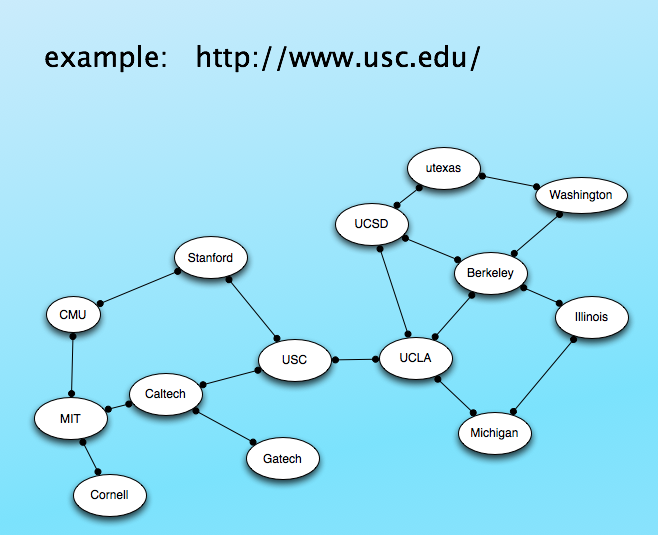 example: http://www.usc.edu/
utexas
Washington
UCSD
Stanford
Berkeley
CMU
Illinois
USC
UCLA
Caltech
MIT
Michigan
Gatech
Cornell